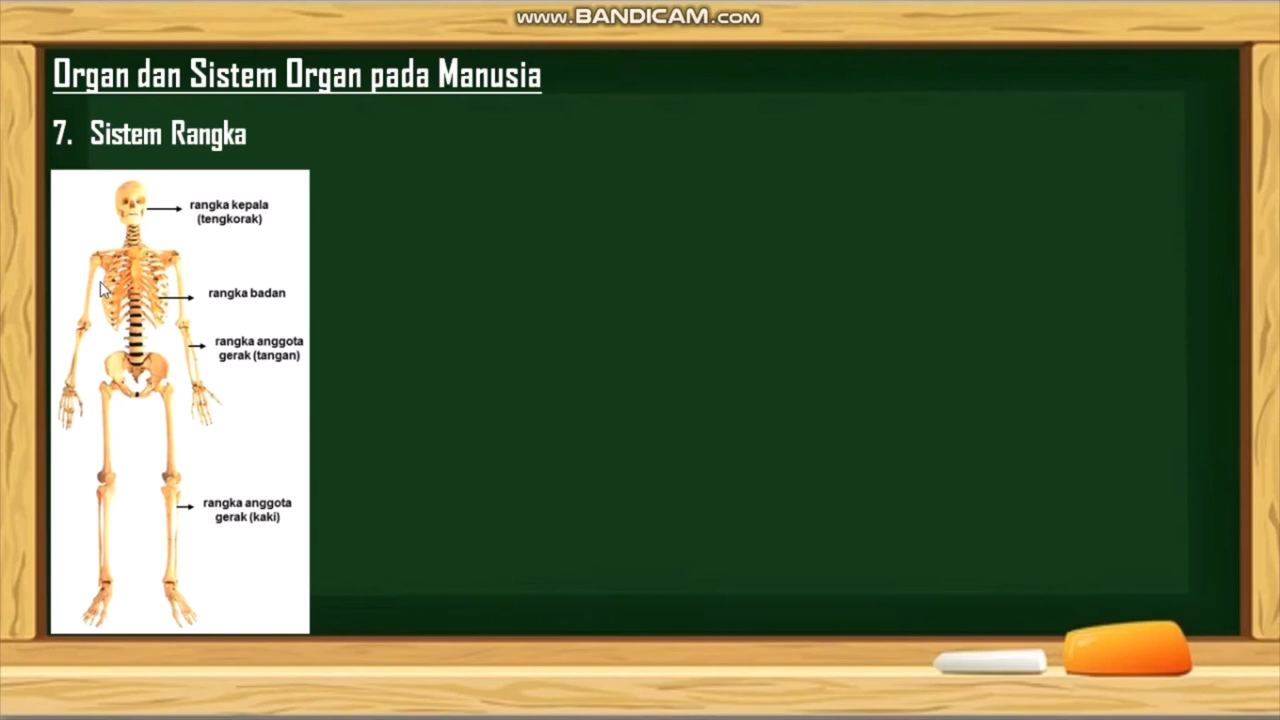 www.BANDICAM.com
Organ dan Sistem Organ pada Manusia
7. Sistem Rangka
rangka kepala
(tengkorak)
rangka badan
rangka anggota
gerak (tangan)
rangka anggota
gerak (kaki)